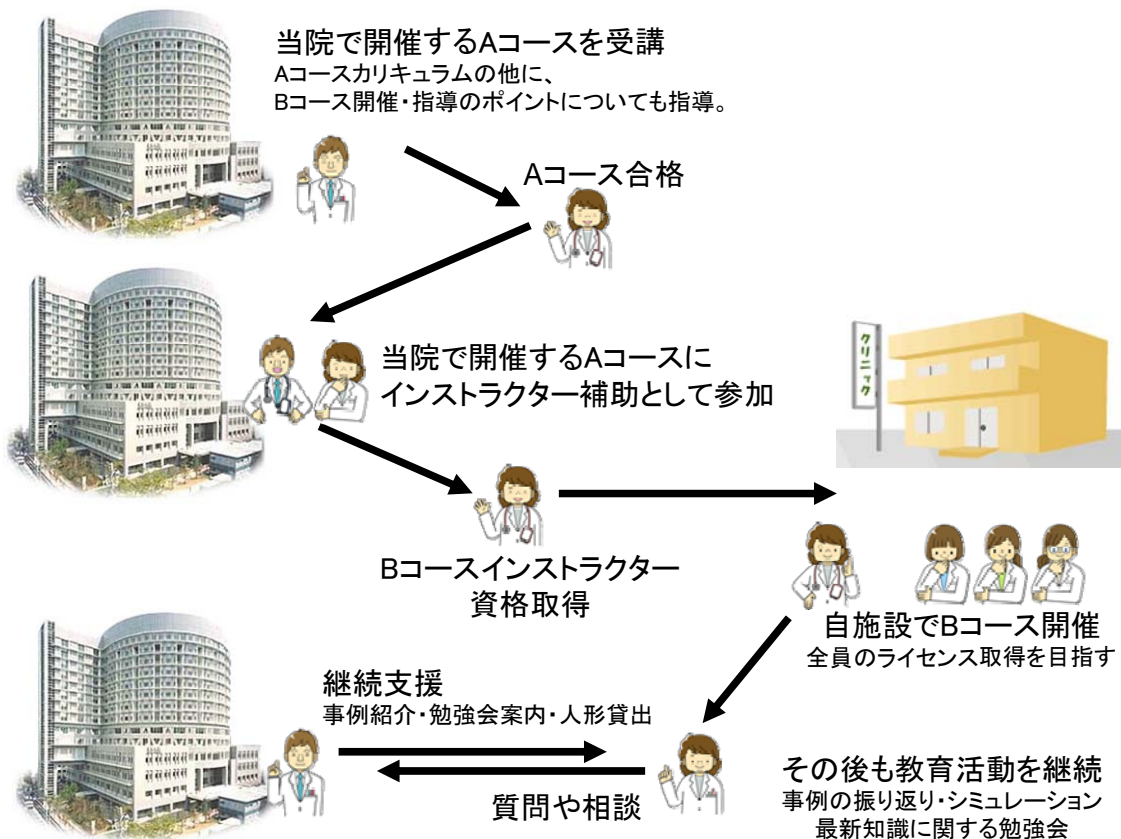 当院で開催するAコースを受講
Aコースカリキュラムの他に、
Bコース開催・指導のポイントについても指導。
Aコース合格
当院で開催するAコースに
インストラクター補助として参加
クリニック
Bコースインストラクター
資格取得
自施設でBコース開催
全員のライセンス取得を目指す
継続支援
事例紹介・勉強会案内・人形貸出
質問や相談
その後も教育活動を継続
事例の振り返り・シミュレーション
最新知識に関する勉強会